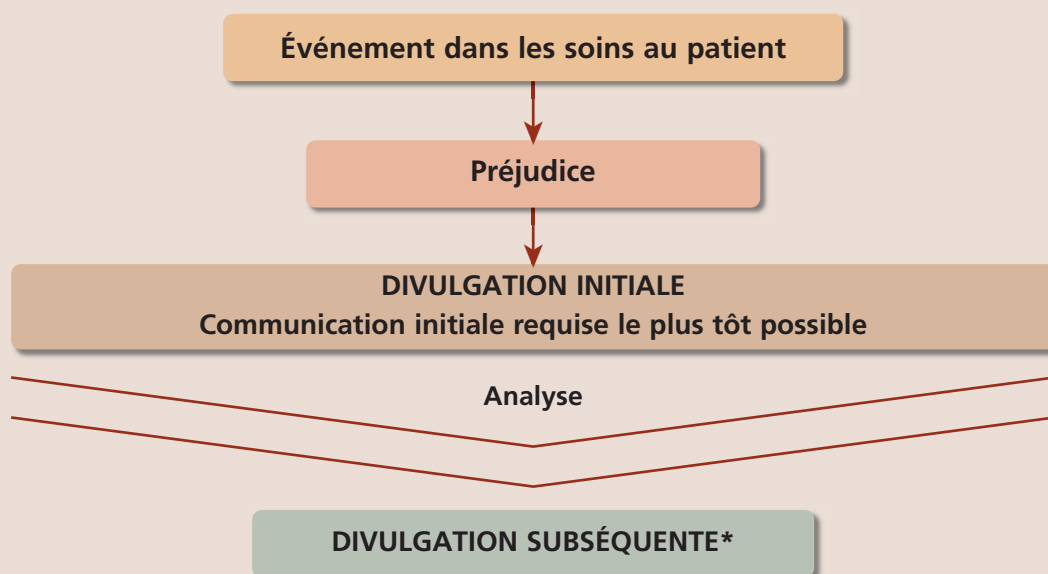 Événement dans les soins au patient
Préjudice
DIVULGATION INITIALE
Communication initiale requise le plus tôt possible
Analyse
DIVULGATION SUBSÉQUENTE*